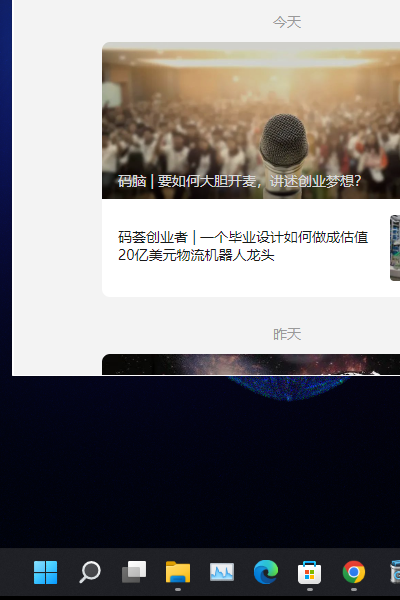 今天
码脑 | 要如何大胆开麦，讲述创业梦想？
码荟创业者 | 一个毕业设计如何做成估值
20亿美元物流机器人龙头
昨天